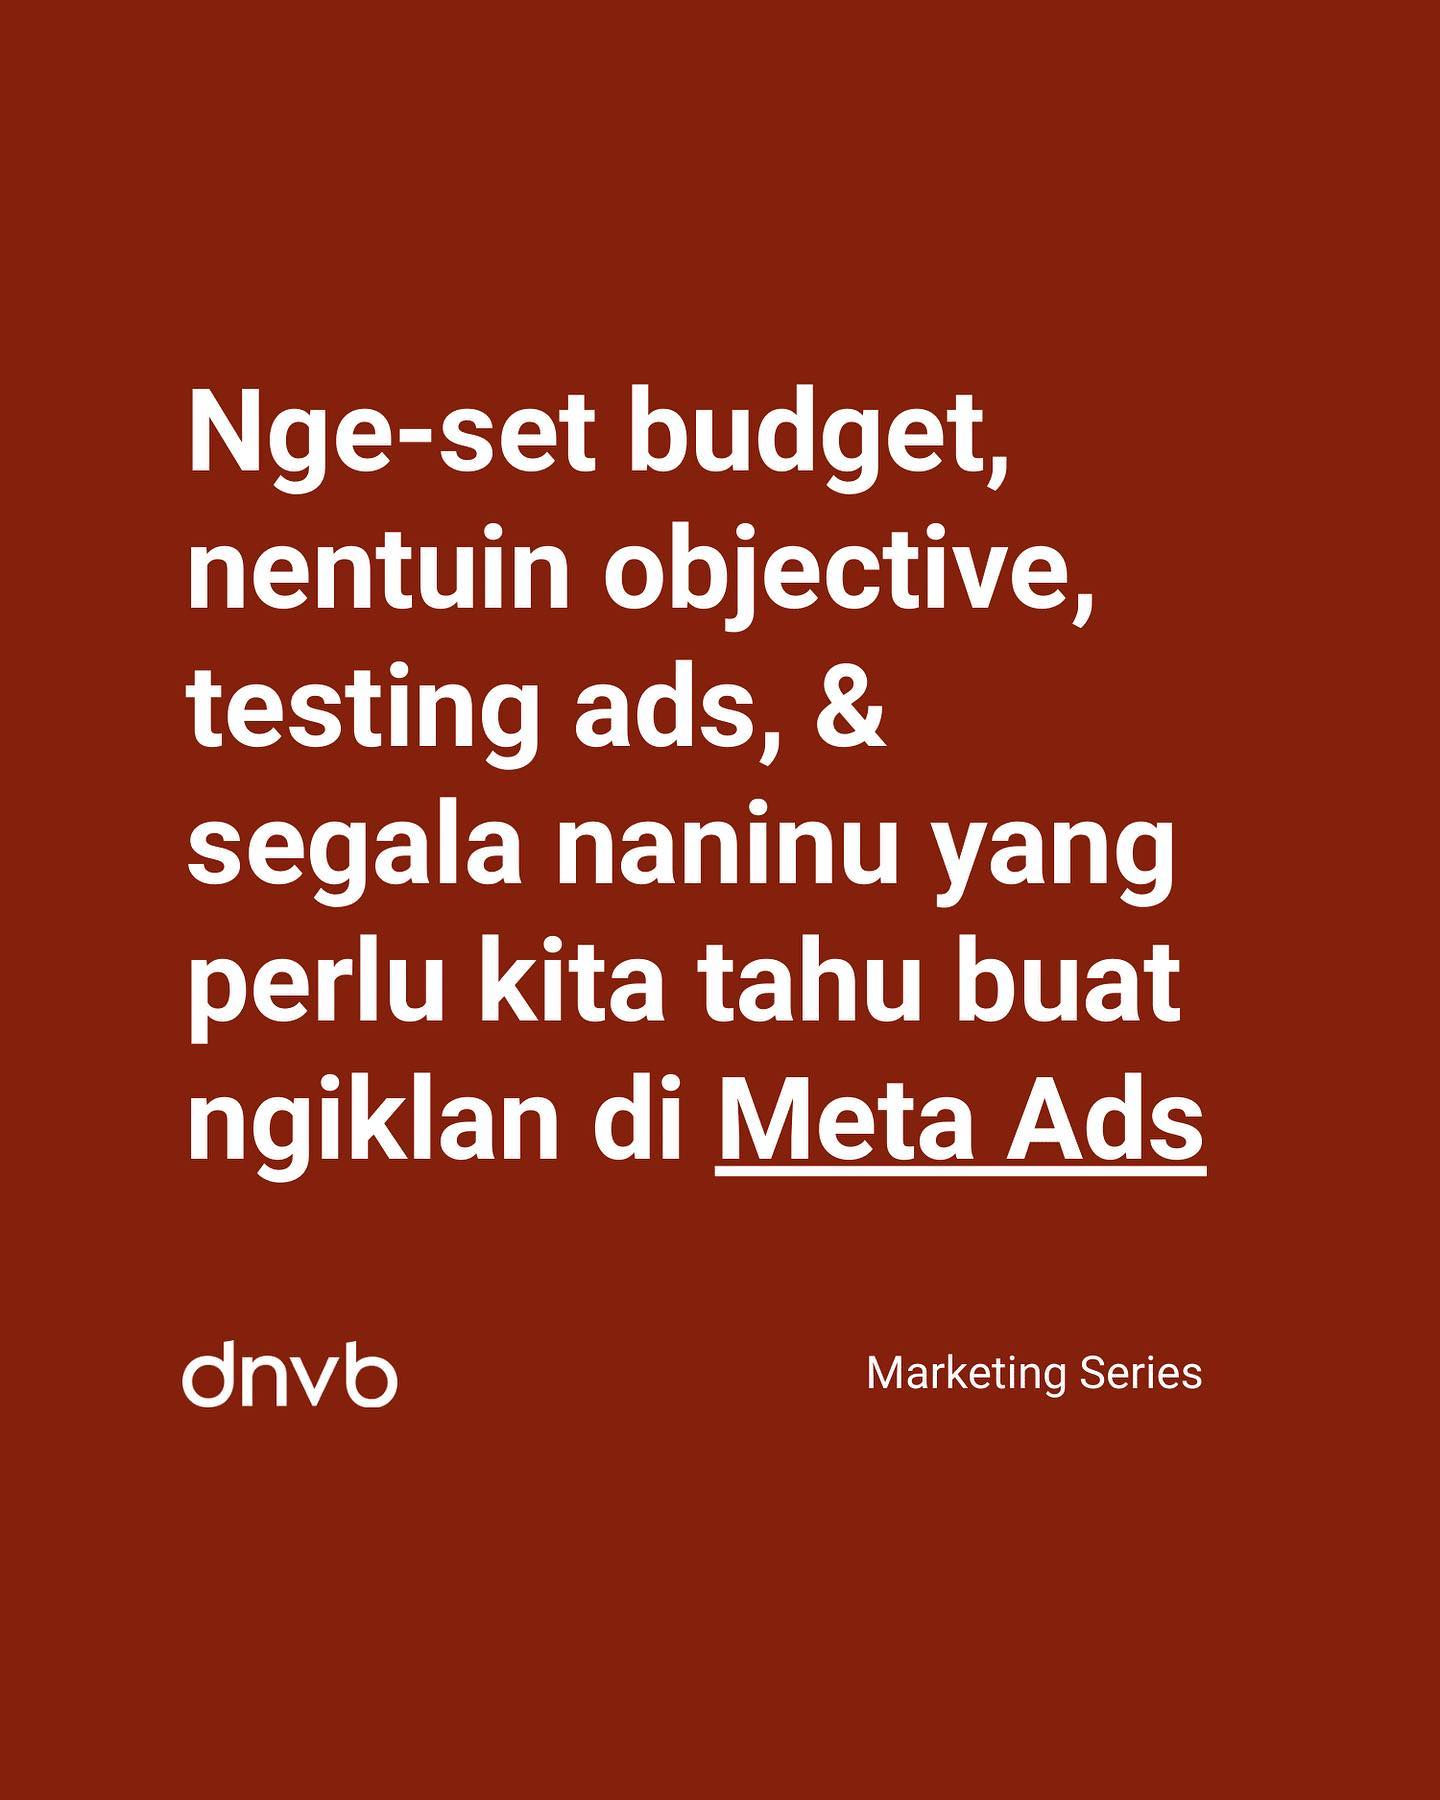 Nge-set budget,
nentuin objective,
testing ads, &
segala naninu yang
perlu kita tahu buat
ngiklan di Meta Ads
dnvb
Marketing Series